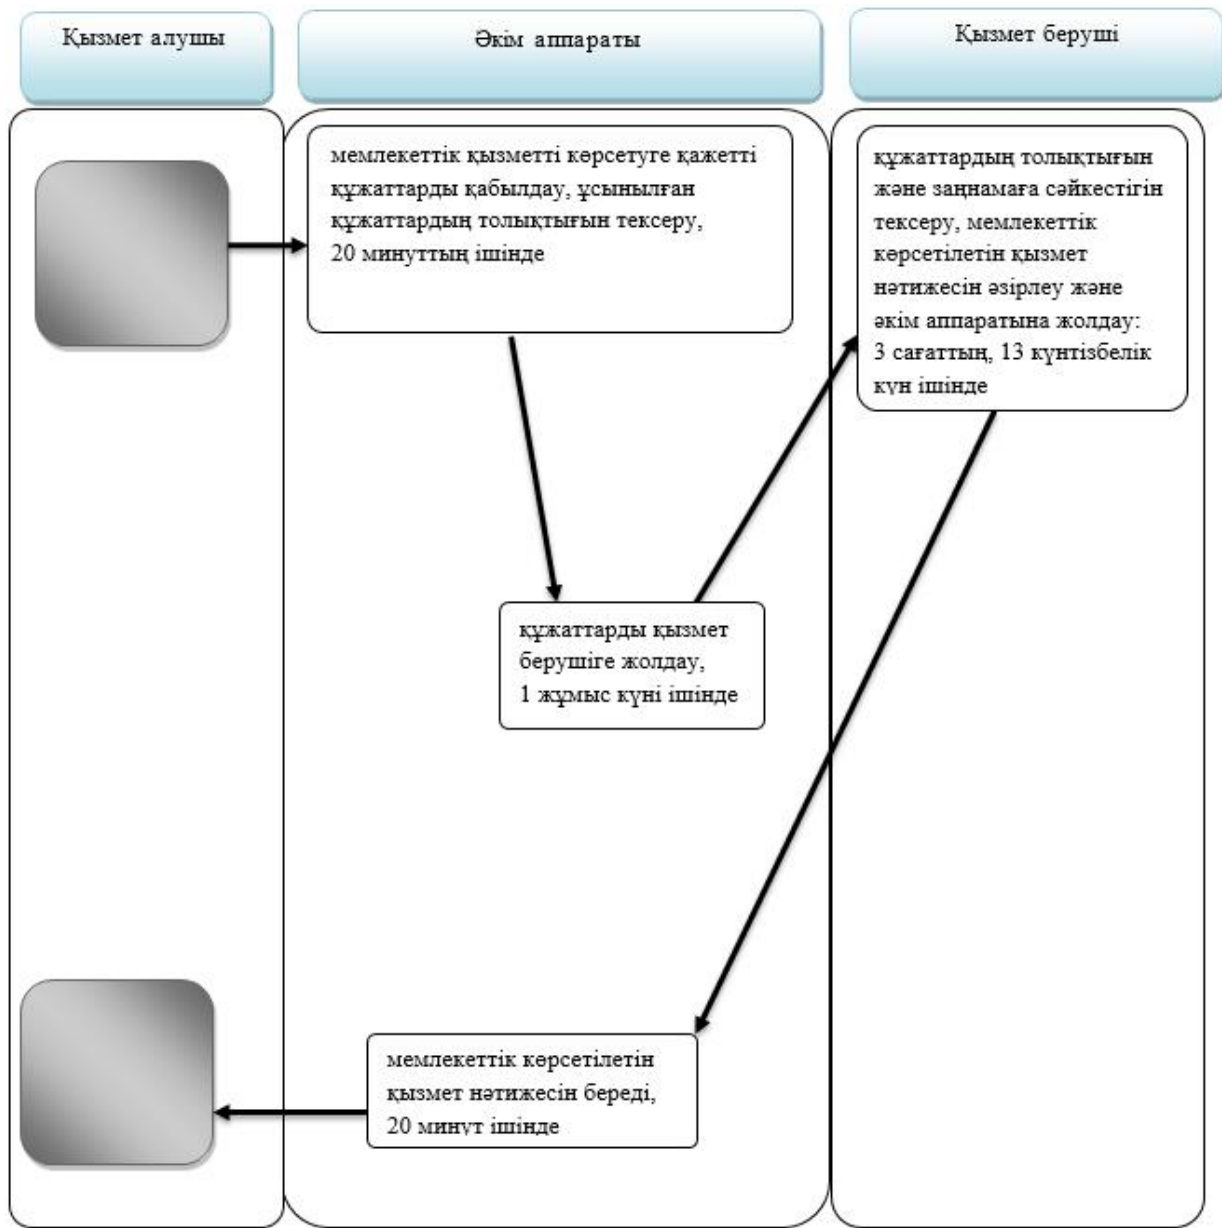 Қызмет алушы
Әкім аппараты
Қызмет беруші
мемлекеттік қызметті көрсетуге қажетті
құжаттарды қабылдау, ұсынылған
құжаттардың толықтығын тексеру,
20 минуттың ішінде
құжаттардың толықтығын
және заңнамаға сәйкестігін
тексеру, мемлекеттік
көрсетілетін қызмет
нәтижесін әзірлеу және
әкім аппаратына жолдау:
3 сағаттың, 13 күнтізбелік
күн ішінде
құжаттарды қызмет
берушіге жолдау,
1 жұмыс күні ішінде
мемлекеттік көрсетілетін
қызмет нәтижесін береді,
20 минут ішінде